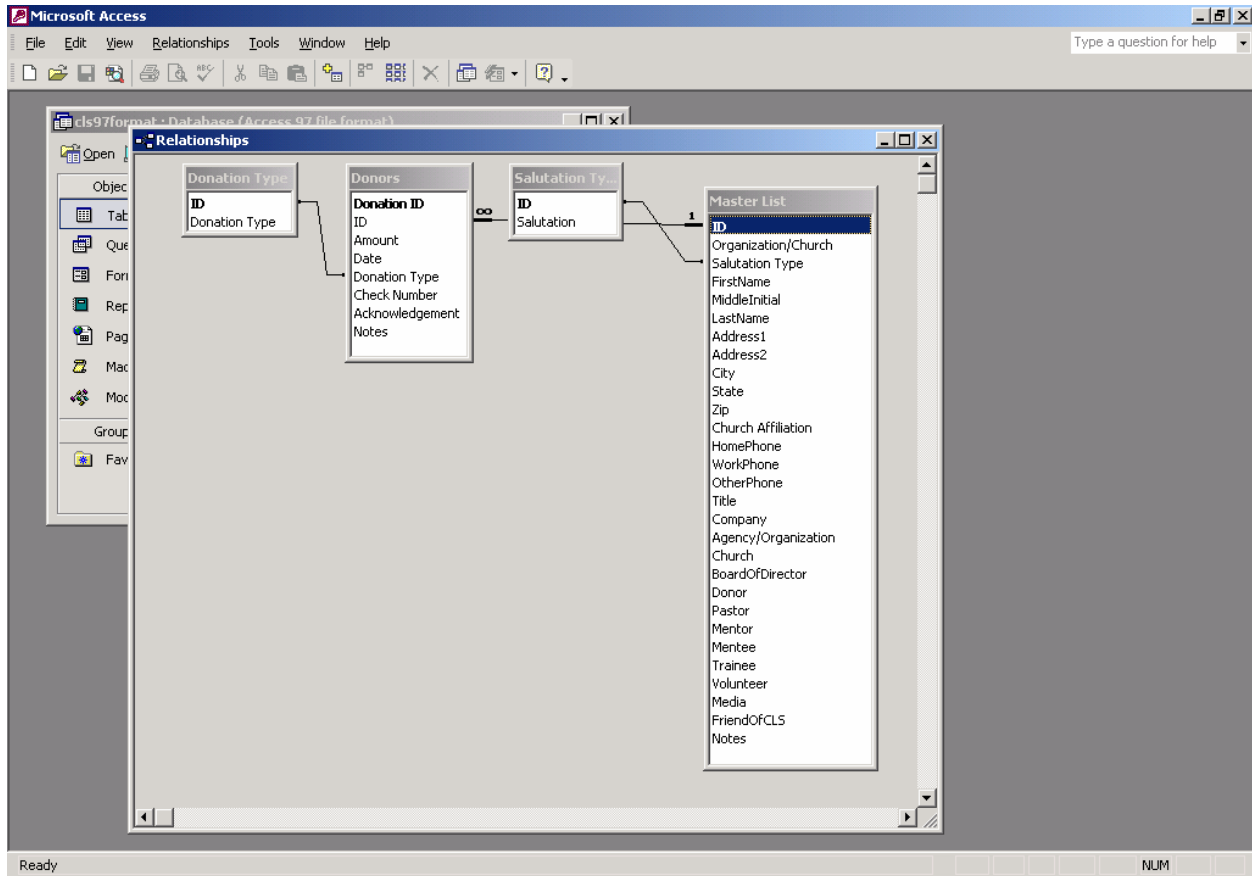 Microsoft Access
File Edit View Relationships Tools Window Help
Type a question for help
cls97format : Database (Access 97 file format)
Open
Objec
Tab
Que
Forr
Rep
Pag
Mac
Moc
Group
Fav
Relationships
Donation Type
ID
Donation Type
Donors
Donation ID
ID
Amount
Date
Donation Type
Check Number
Acknowledgement
Notes
∞
Salutation Ty...
ID
Salutation
1
Master List
ID
Organization/Church
Salutation Type
FirstName
MiddleInitial
LastName
Address1
Address2
City
State
Zip
Church Affiliation
HomePhone
WorkPhone
OtherPhone
Title
Company
Agency/Organization
Church
BoardOfDirector
Donor
Pastor
Mentor
Mentee
Trainee
Volunteer
Media
FriendOfCLS
Notes
Ready
NUM